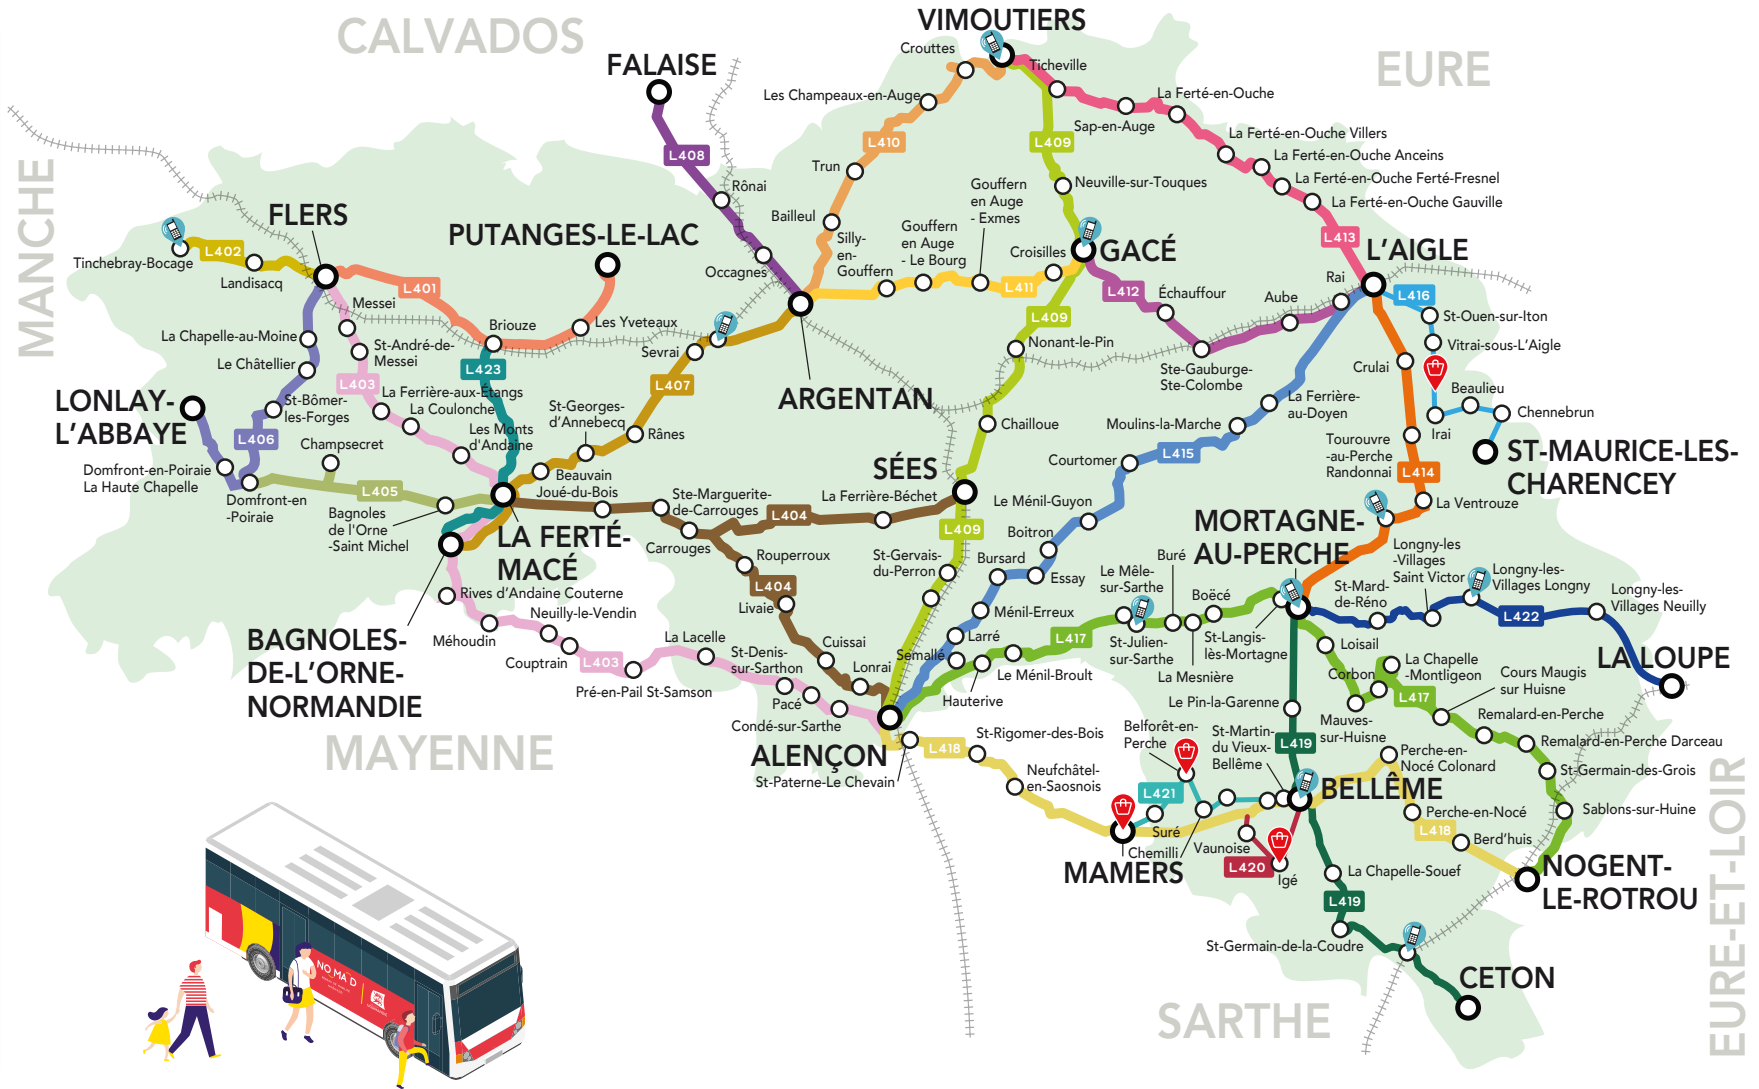 CALVADOS
EURE
MANCHE
MAYENNE
SARTHE
EURE-ET-LOIR
VIMOUTIERS
Crouttes
Ticheville
FALAISE
Les Champeaux-en-Auge
La Ferté-en-Ouche
Sap-en-Auge
L410
L409
La Ferté-en-Ouche Villers
L408
La Ferté-en-Ouche Anceins
Trun
La Ferté-en-Ouche Ferté-Fresnel
Rônai
Neuville-sur-Touques
La Ferté-en-Ouche Gauville
Gouffern
en Auge
- Exmes
Bailleul
FLERS
PUTANGES-LE-LAC
Silly-
en-
Gouffern
Gouffern
en Auge
- Le Bourg
Croisilles
GACÉ
L413
L'AIGLE
L402
Tinchebray-Bocage
Landisacq
Occagnes
L401
L411
L412
Échauffour
Aube
Rai
L416
Messei
Briouze
Les Yveteaux
L409
St-Ouen-sur-Iton
La Chapelle-au-Moine
St-André-de-
Messei
Sevrai
Nonant-le-Pin
Vitrai-sous-L'Aigle
Le Châtellier
L423
L403
L407
Ste-Gauburge-
Ste-Colombe
Crulai
Beaulieu
LONLAY-
L'ABBAYE
La Ferrière-aux-Étangs
La Coulonche
ARGENTAN
La Ferrière-
au-Doyen
Chennebrun
St-Bômer-
les-Forges
St-Georges-
d'Annebecq
Chailloue
Moulins-la-Marche
Irai
L406
Les Monts
d'Andaine
Rânes
Champsecret
Tourouvre
-au-Perche
Randonnai
ST-MAURICE-LES-
CHARENCEY
Domfront-en-Poiraie
La Haute Chapelle
Beauvain
SÉES
Courtomer
L415
L414
Domfront-en
-Poiraie
L405
Joué-du-Bois
Ste-Marguerite-
de-Carrouges
La Ferrière-Béchet
Le Ménil-Guyon
La Ventrouze
Bagnoles
de l'Orne
-Saint Michel
L404
L409
Boitron
MORTAGNE-
AU-PERCHE
LA FERTÉ-
MACÉ
Carrouges
Rouperroux
St-Gervais-
du-Perron
Bursard
Essay
Buré
Longny-les
-Villages
Saint Victor
Longny-les-
Villages Longny
Le Mêle-
sur-Sarthe
Boëcé
St-Mard-
de-Réno
Longny-les-
Villages Neuilly
L404
Rives d'Andaine Couterne
Livaie
Ménil-Erreux
L422
Neuilly-le-Vendin
BAGNOLES-
DE-L'ORNE-
NORMANDIE
Méhoudin
La Lacelle
Cuissai
Larré
L417
St-Julien-
sur-Sarthe
St-Langis-
lès-Mortagne
Loisail
LA LOUPE
Couptrain
L403
St-Denis-
sur-Sarthon
Lonrai
Semallé
Le Ménil-Broult
La Mesnière
Corbon
La Chapelle
-Montligeon
Cours Maugis
sur Huisne
Pré-en-Pail St-Samson
Pacé
Hauterive
Le Pin-la-Garenne
L417
Condé-sur-Sarthe
Mauves-
sur-Huisne
Remalard-en-Perche
ALENÇON
St-Rigomer-des-Bois
Belforêt-en-
Perche
St-Martin-
du Vieux-
Bellême
L419
Remalard-en-Perche Darceau
L418
Perche-en-
Nocé Colonard
St-Paterne-Le Chevain
Neufchâtel-
en-Saosnois
St-Germain-des-Grois
L421
BELLÊME
Perche-en-Nocé
Sablons-sur-Huine
Suré
L418
Berd'huis
Chemilli
Vaunoise
MAMERS
L420
Igé
La Chapelle-Souef
NOGENT-
LE-ROTROU
L419
St-Germain-de-la-Coudre
CETON
NOMAD